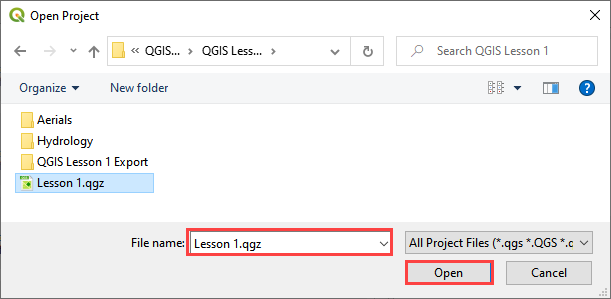 Open Project
QGIS... QGIS Less... Search QGIS Lesson 1
Organize New folder
Aerials
Hydrology
QGIS Lesson 1 Export
Lesson 1.qgz
File name: Lesson 1.qgz All Project Files (*.qgs *.QGS *.q
Open Cancel